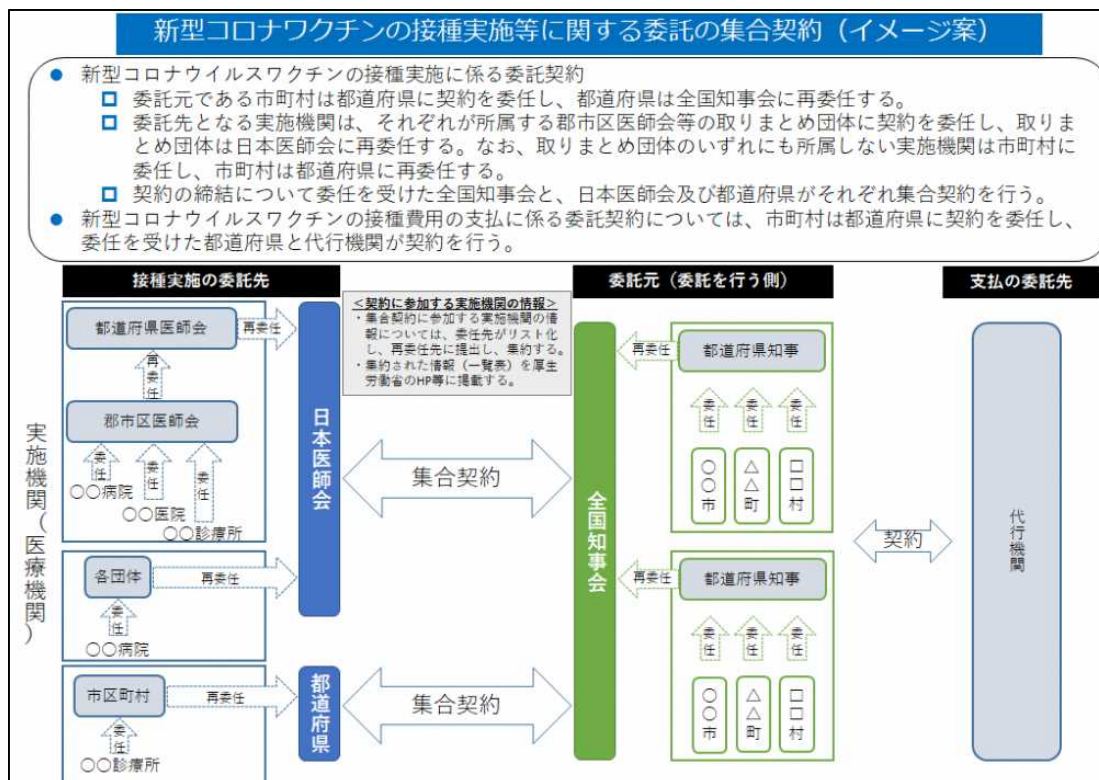 新型コロナワクチンの接種実施等に関する委託の集合契約（イメージ案）
● 新型コロナウイルスワクチンの接種実施に係る委託契約
□ 委託元である市町村は都道府県に契約を委任し、都道府県は全国知事会に再委任する。
□ 委託先となる実施機関は、それぞれが所属する郡市区医師会等の取りまとめ団体に契約を委任し、取りま
とめ団体は日本医師会に再委任する。なお、取りまとめ団体のいずれにも所属しない実施機関は市町村に
委任し、市町村は都道府県に再委任する。
□ 契約の締結について委任を受けた全国知事会と、日本医師会及び都道府県がそれぞれ集合契約を行う。
● 新型コロナウイルスワクチンの接種費用の支払に係る委託契約については、市町村は都道府県に契約を委任し、
委任を受けた都道府県と代行機関が契約を行う。
接種実施の委託先
実施機関（医療機関）
都道府県医師会
再委任
再委任
郡市区医師会
委任
委任
委任
〇〇病院
〇〇医院
〇〇診療所
各団体
再委任
委任
〇〇病院
市区町村
再委任
委任
〇〇診療所
日本医師会
都道府県
＜契約に参加する実施機関の情報＞
・集合契約に参加する実施機関の情
報については、委任先がリスト化
し、再委任先に提出し、集約する。
・集約された情報（一覧表）を厚生
労働省のHP等に掲載する。
集合契約
集合契約
委託元（委託を行う側）
全国知事会
再委任
都道府県知事
委任
委任
委任
〇〇市
△△町
□□村
再委任
都道府県知事
委任
委任
委任
〇〇市
△△町
□□村
契約
支払の委託先
代行機関